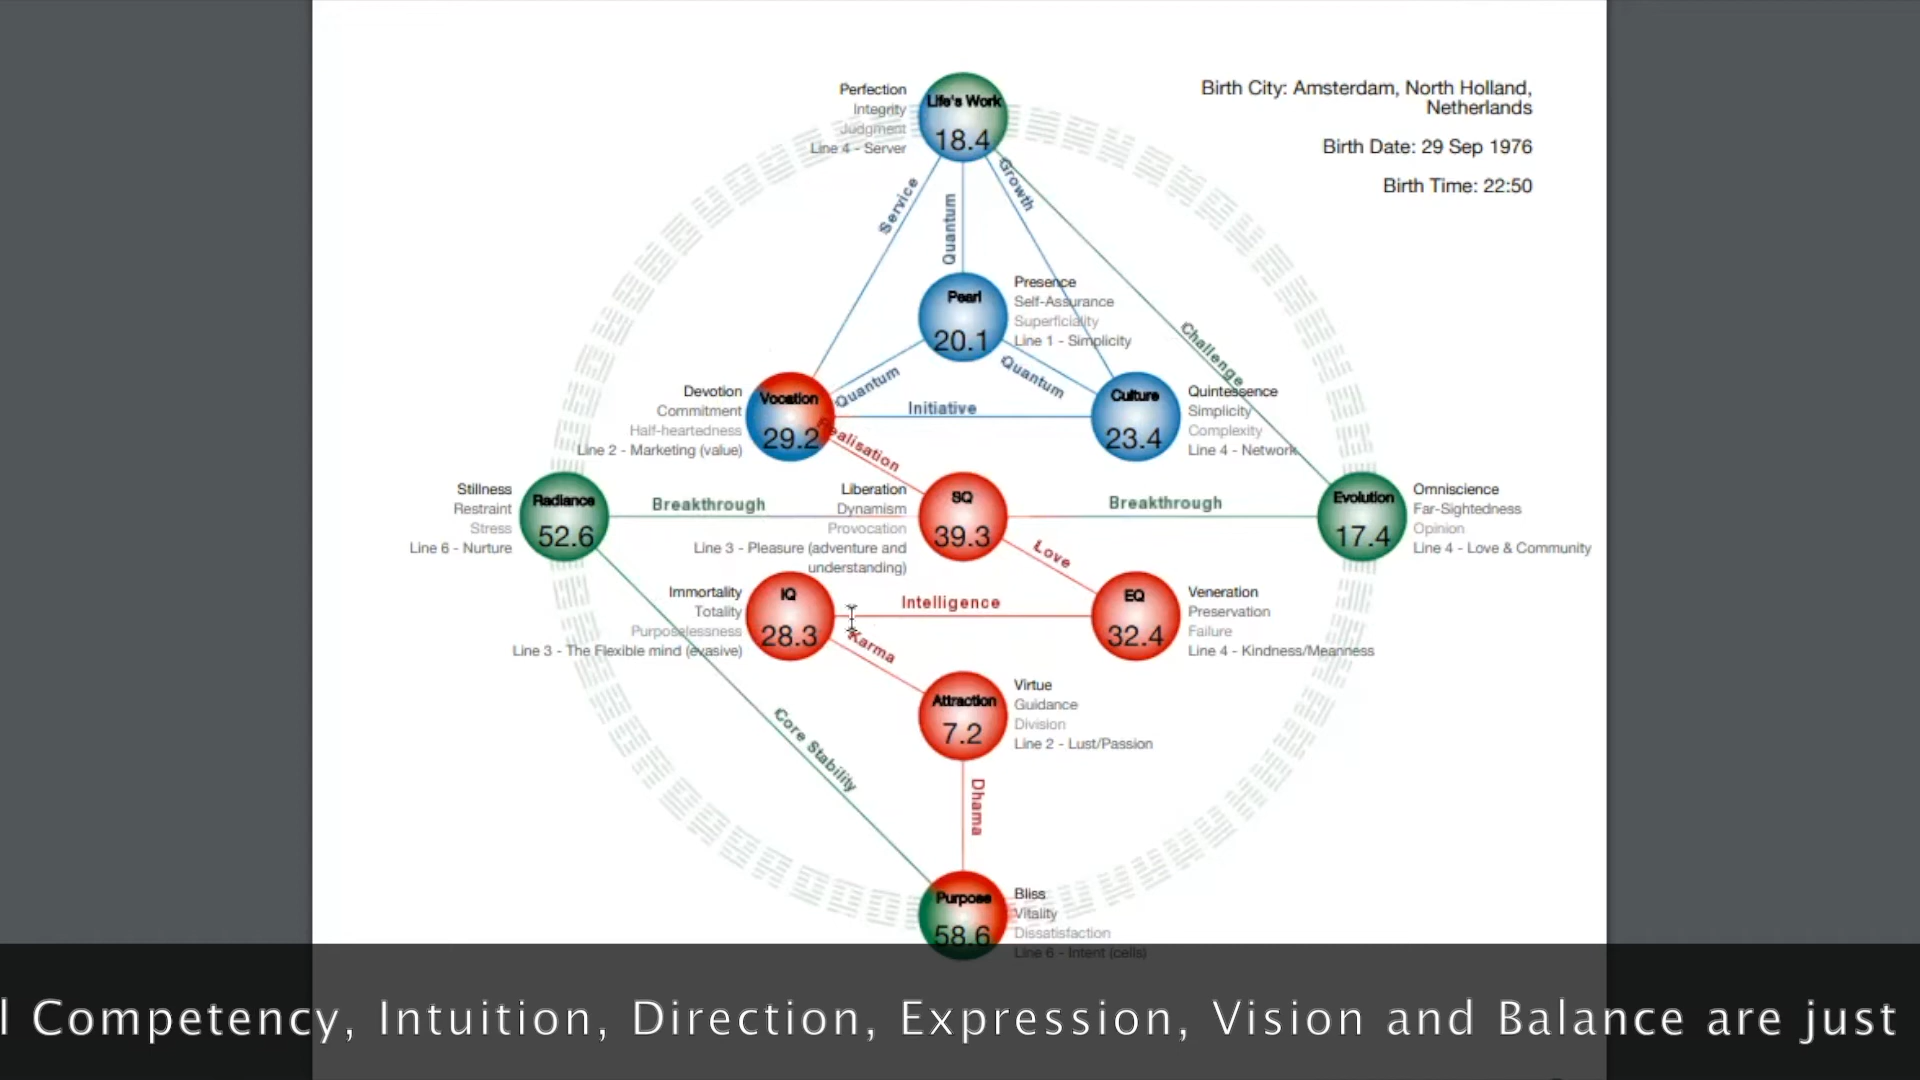 Birth City: Amsterdam, North Holland,
Netherlands
Birth Date: 29 Sep 1976
Birth Time: 22:50
Perfection
Integrity
Judgment
Line 4 - Server
Life's Work
18.4
Service
Quantum
Growth
Challenge
Pearl
20.1
Presence
Self-Assurance
Superficiality
Line 1 - Simplicity
Quantum
Quantum
Devotion
Commitment
Half-heartedness
Line 2 - Marketing (value)
Vocation
29.2
Initiative
Culture
23.4
Quintessence
Simplicity
Complexity
Line 4 - Network
Realisation
Stillness
Restraint
Stress
Line 6 - Nurture
Radiance
52.6
Breakthrough
Liberation
Dynamism
Provocation
Line 3 - Pleasure (adventure and
understanding)
SQ
39.3
Breakthrough
Evolution
17.4
Omniscience
Far-Sightedness
Opinion
Line 4 - Love & Community
Love
Immortality
Totality
Purposelessness
Line 3 - The Flexible mind (evasive)
IQ
28.3
Intelligence
EQ
32.4
Veneration
Preservation
Failure
Line 4 - Kindness/Meanness
Karma
Attraction
7.2
Virtue
Guidance
Division
Line 2 - Lust/Passion
Core Stability
Dhama
Purpose
58.6
Bliss
Vitality
Dissatisfaction
Line 6 - Intent (cells)
l Competency, Intuition, Direction, Expression, Vision and Balance are just